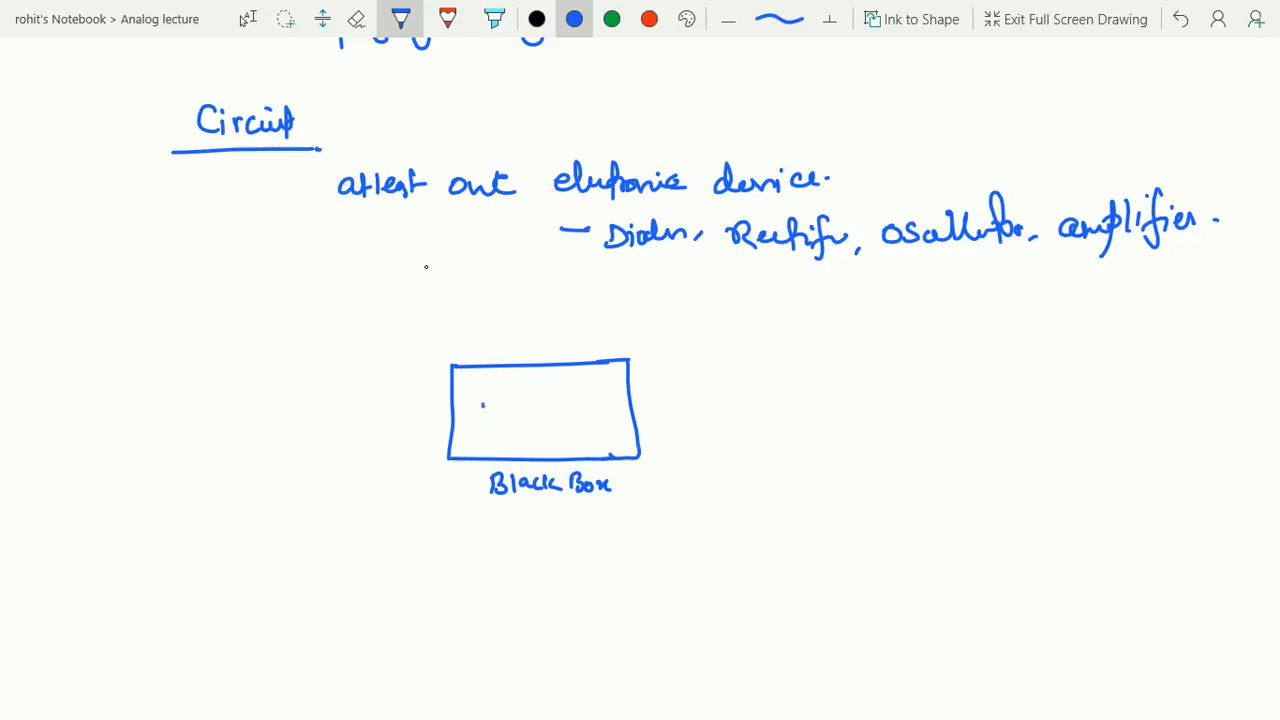 rohit's Notebook > Analog lecture
Ink to Shape
Exit Full Screen Drawing
Circuit
atleast one electronic device.
— Diodes, Rectifier, oscillator, amplifier.
Black Box